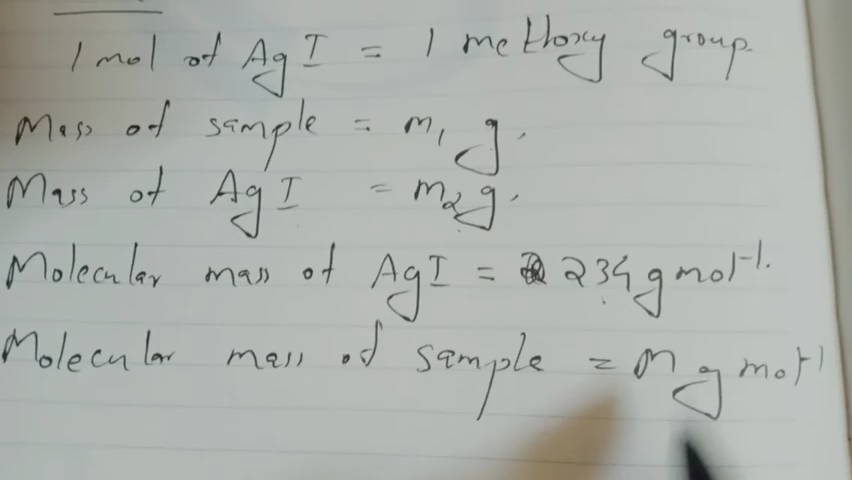 1 mol of AgI = 1 methoxy group.
Mass of sample = m₁ g.
Mass of AgI = m₂g.
Molecular mass of AgI = 234 g mol⁻¹.
Molecular mass of sample = M g mol⁻¹